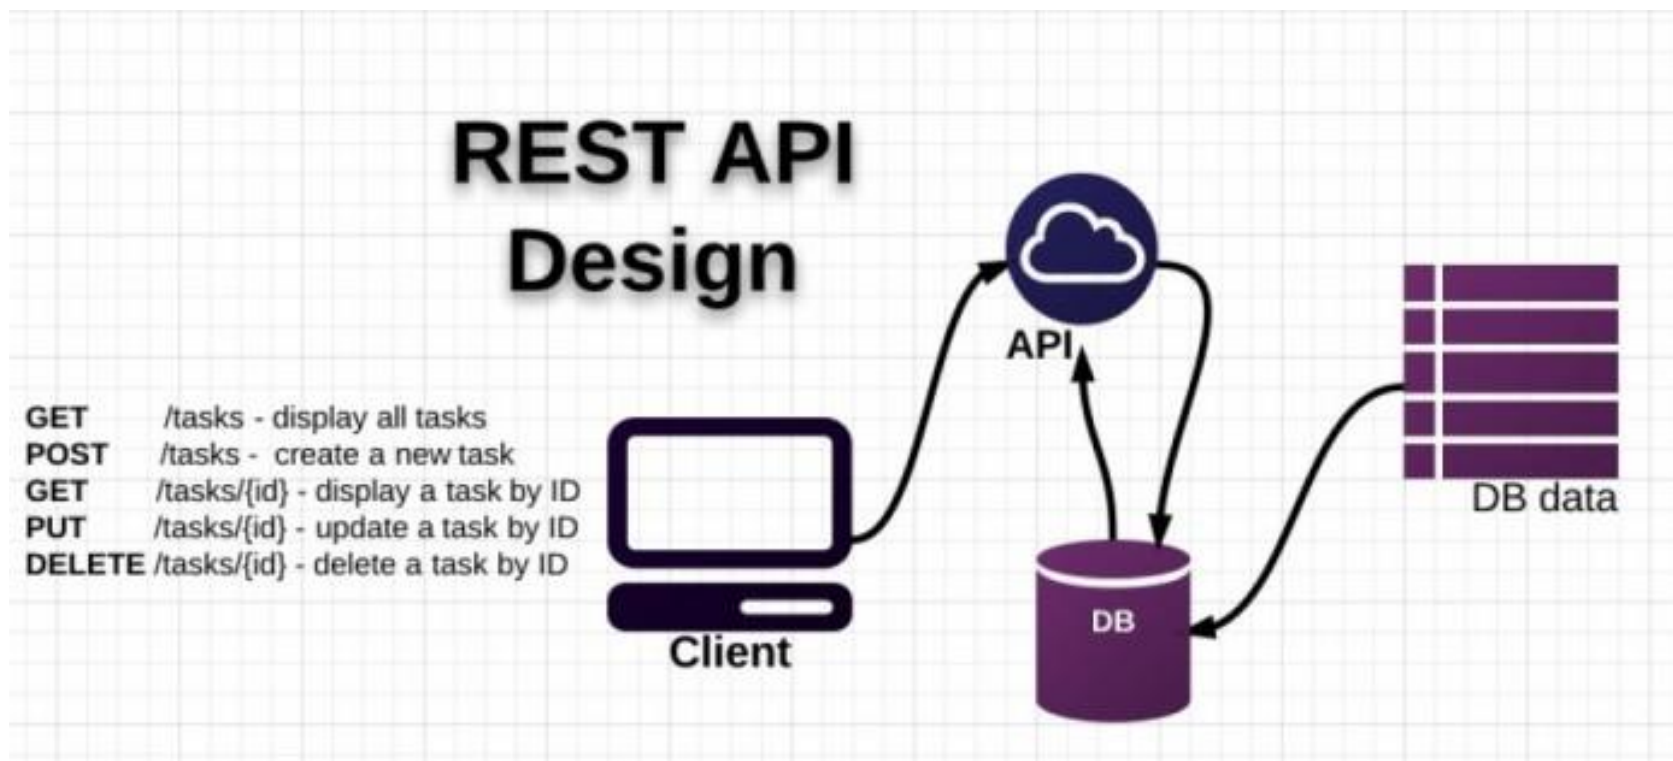 REST API
Design
GET /tasks - display all tasks
POST /tasks - create a new task
GET /tasks/{id} - display a task by ID
PUT /tasks/{id} - update a task by ID
DELETE /tasks/{id} - delete a task by ID
Client
API
DB
DB data